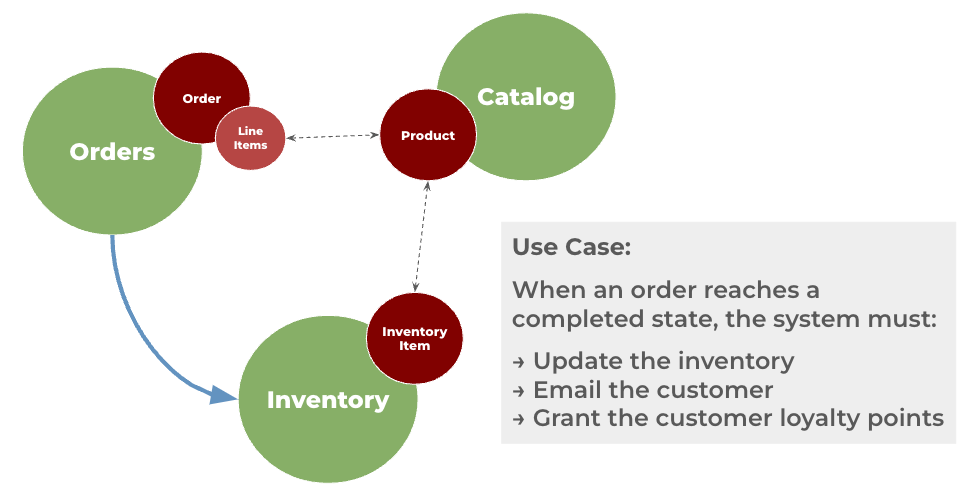 Orders
Order
Line
Items
Product
Catalog
Inventory
Item
Inventory
Use Case:
When an order reaches a
completed state, the system must:
→ Update the inventory
→ Email the customer
→ Grant the customer loyalty points